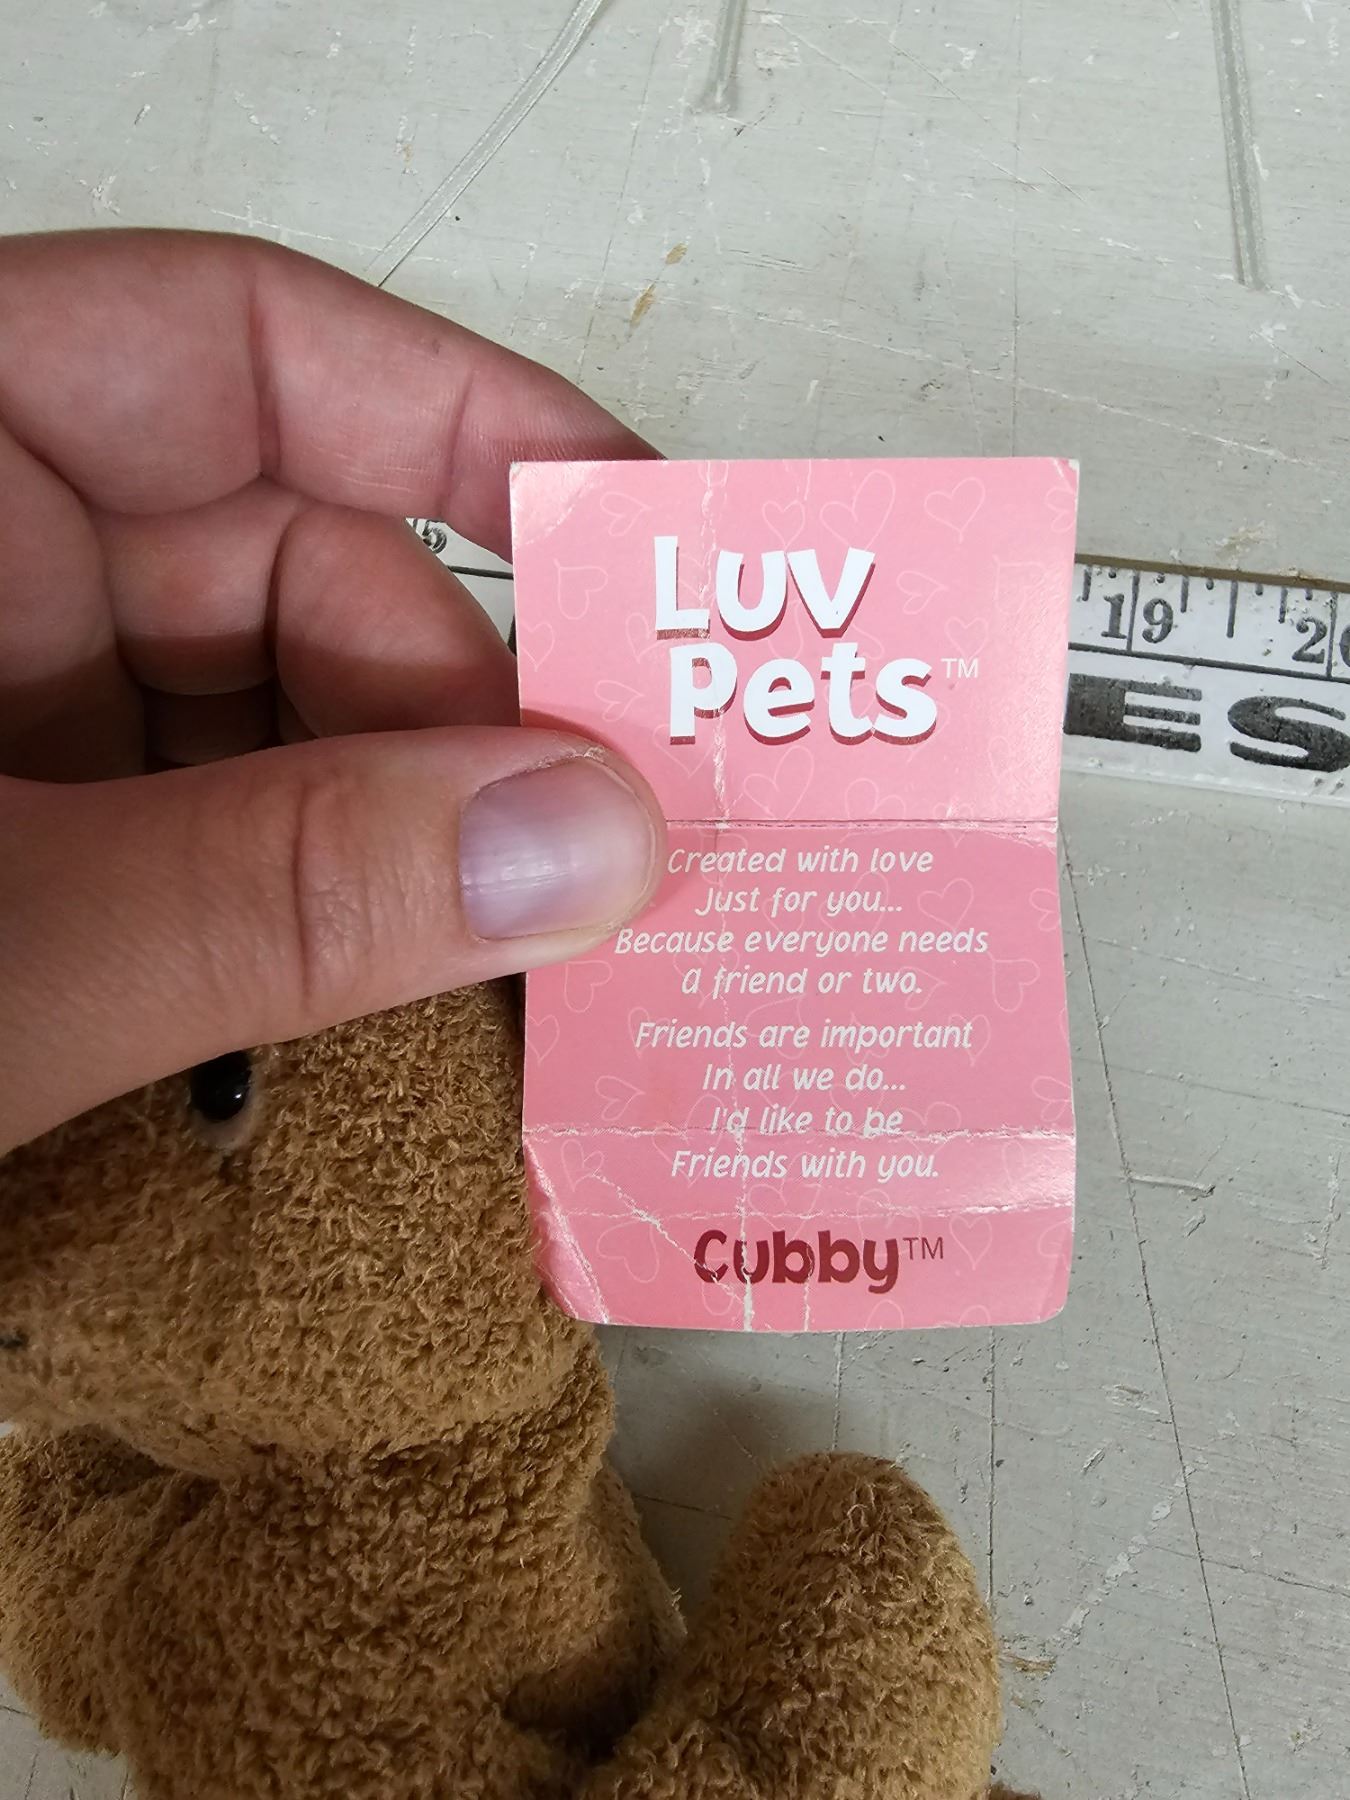 Luv
Pets™
Created with love
Just for you...
Because everyone needs
a friend or two.
Friends are important
In all we do...
I'd like to be
Friends with you.
Cubby™
5
19
ES